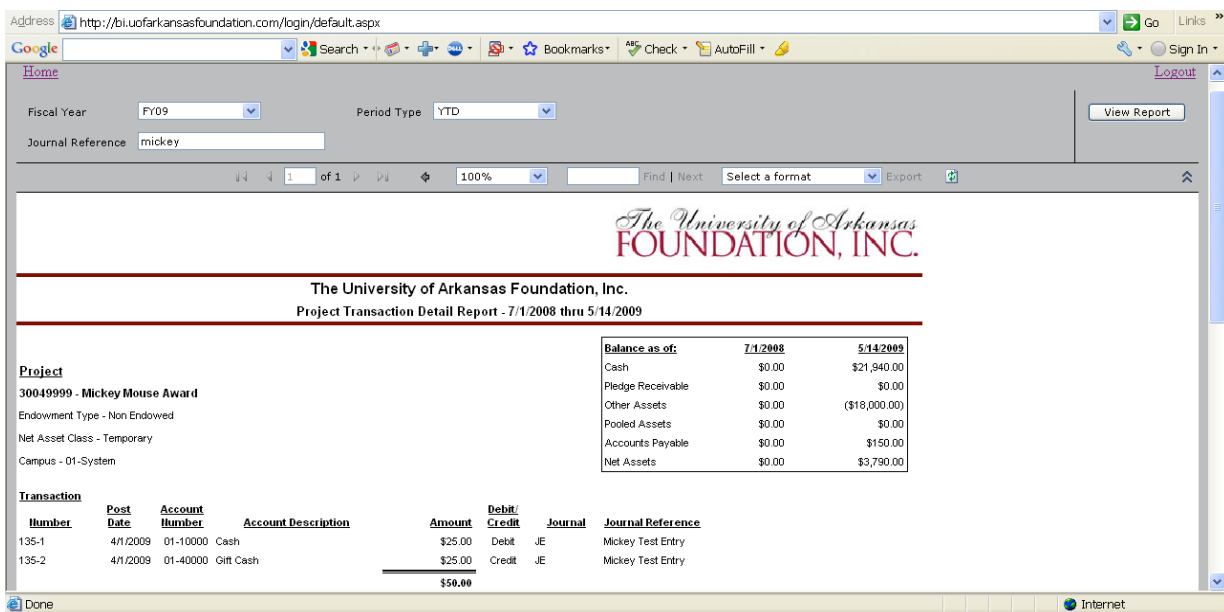 Address http://bi.uofarkansasfoundation.com/login/default.aspx Go Links »
Google Search Bookmarks ABC Check AutoFill Sign In
Home Logout
Fiscal Year FY09 Period Type YTD View Report
Journal Reference mickey
1 of 1 100% Find | Next Select a format Export
The University of Arkansas
FOUNDATION, INC.
The University of Arkansas Foundation, Inc.
Project Transaction Detail Report - 7/1/2008 thru 5/14/2009
Balance as of: 7/1/2008 5/14/2009
Cash $0.00 $21,940.00
Pledge Receivable $0.00 $0.00
Other Assets $0.00 ($18,000.00)
Pooled Assets $0.00 $0.00
Accounts Payable $0.00 $150.00
Net Assets $0.00 $3,790.00
Project
30049999 - Mickey Mouse Award
Endowment Type - Non Endowed
Net Asset Class - Temporary
Campus - 01-System
Transaction
Number Post Date Account Number Account Description Amount Debit/Credit Journal Journal Reference
135-1 4/1/2009 01-10000 Cash $25.00 Debit JE Mickey Test Entry
135-2 4/1/2009 01-40000 Gift Cash $25.00 Credit JE Mickey Test Entry
$50.00
Done Internet